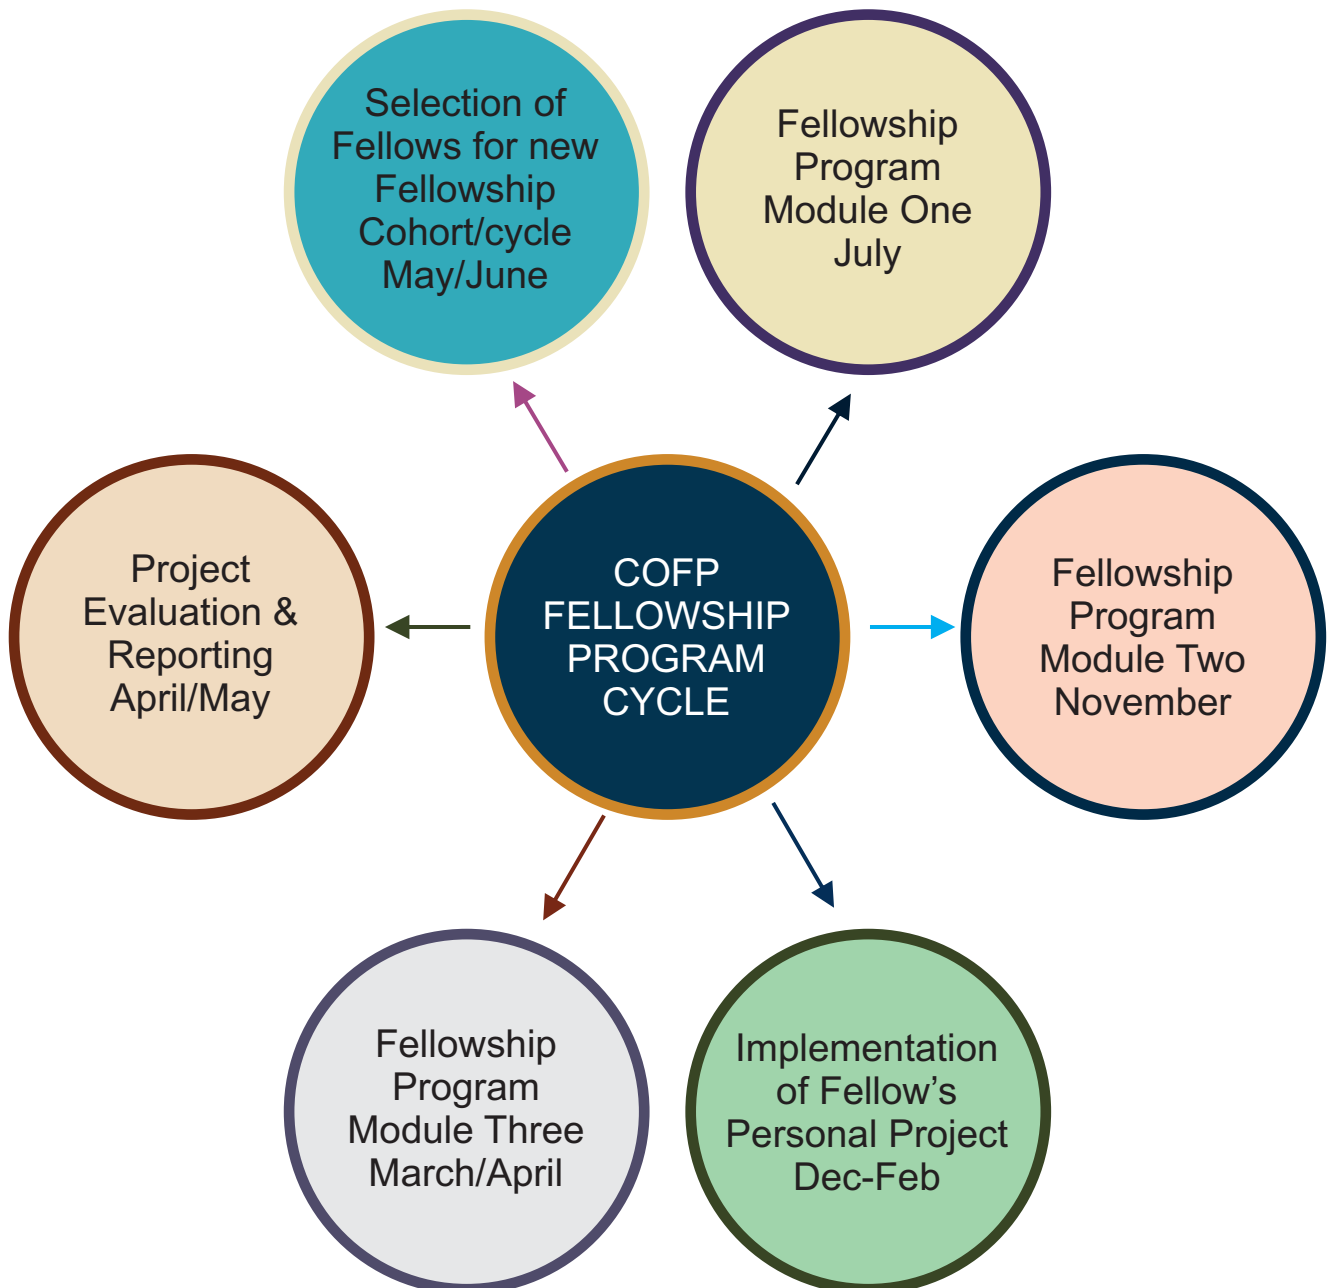 Selection of
Fellows for new
Fellowship
Cohort/cycle
May/June
Fellowship
Program
Module One
July
Project
Evaluation &
Reporting
April/May
COFP
FELLOWSHIP
PROGRAM
CYCLE
Fellowship
Program
Module Two
November
Fellowship
Program
Module Three
March/April
Implementation
of Fellow’s
Personal Project
Dec-Feb